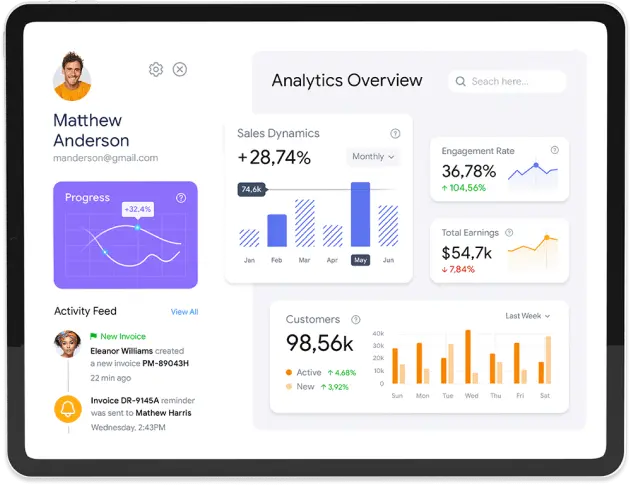 Matthew
Anderson
manderson@gmail.com
Progress
?
+32.4%
Activity Feed
View All
New Invoice
Eleanor Williams created
a new invoice PM-89043H
22 min ago
Invoice DR-9145A reminder
was sent to Mathew Harris
Wednesday, 2:43PM
Analytics Overview
Seach here...
Sales Dynamics
?
+28,74%
Monthly
74,6k
Jan Feb Mar Apr May Jun
Engagement Rate
?
36,78%
↑ 104,56%
Total Earnings
?
$54,7k
↓ 7,84%
Customers
?
Last Week
98,56k
Active ↑ 4,68%
New ↑ 3,92%
40k
30k
20k
10k
0
Sun Mon Tue Wed Thu Fri Sat